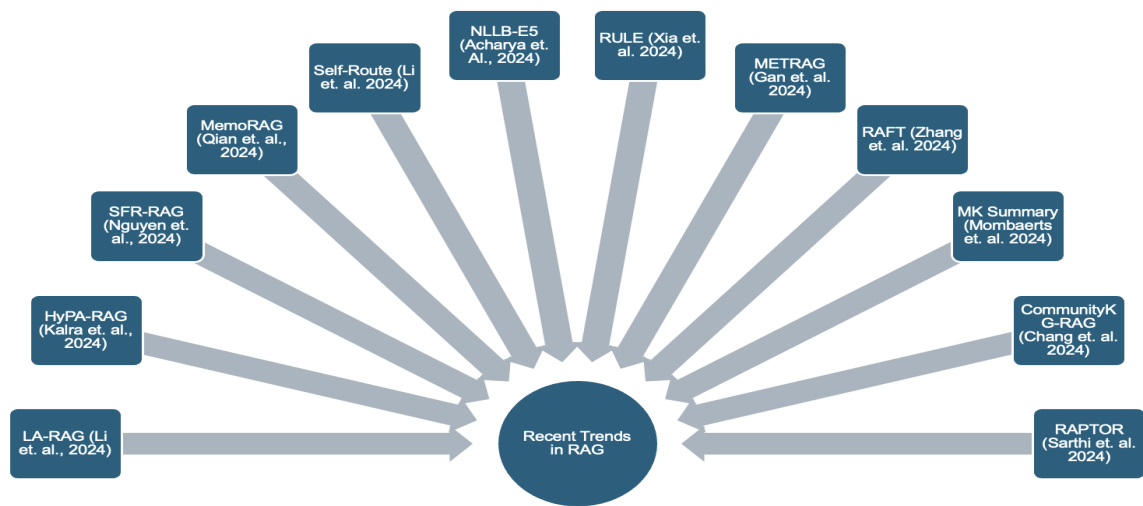 LA-RAG (Li
et. al., 2024)
HyPA-RAG
(Kalra et. al.,
2024)
SFR-RAG
(Nguyen et.
al., 2024)
MemoRAG
(Qian et. al.,
2024)
Self-Route (Li
et. al. 2024)
NLLB-E5
(Acharya et.
Al., 2024)
RULE (Xia et.
al. 2024)
METRAG
(Gan et. al.
2024)
RAFT (Zhang
et. al. 2024)
MK Summary
(Mombaerts
et. al. 2024)
CommunityK
G-RAG
(Chang et. al.
2024)
RAPTOR
(Sarthi et. al.
2024)
Recent Trends
in RAG